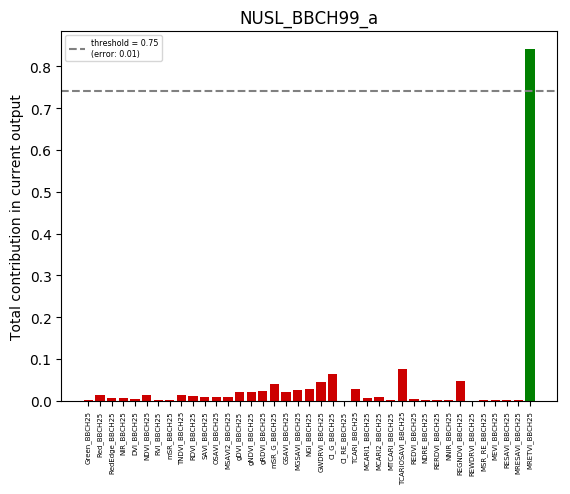 NUSL_BBCH99_a
threshold = 0.75
(error: 0.01)
Total contribution in current output
0.8
0.7
0.6
0.5
0.4
0.3
0.2
0.1
0.0
Green_BBCH25
Red_BBCH25
RedEdge_BBCH25
NIR_BBCH25
DVI_BBCH25
NDVI_BBCH25
RVI_BBCH25
mSR_BBCH25
TNDVI_BBCH25
RDVI_BBCH25
SAVI_BBCH25
OSAVI_BBCH25
MSAVI2_BBCH25
gDVI_BBCH25
gNDVI_BBCH25
gRDVI_BBCH25
mSR_G_BBCH25
GSAVI_BBCH25
MGSAVI_BBCH25
NGI_BBCH25
GWDRVI_BBCH25
CI_G_BBCH25
CI_RE_BBCH25
TCARI_BBCH25
MCARI1_BBCH25
MCARI2_BBCH25
MTCARI_BBCH25
TCARIOSAVI_BBCH25
REDVI_BBCH25
NDRE_BBCH25
RERDVI_BBCH25
NNIR_BBCH25
REGNDVI_BBCH25
REWDRVI_BBCH25
MSR_RE_BBCH25
MEVI_BBCH25
RESAVI_BBCH25
MRESAVI_BBCH25
MRETVI_BBCH25